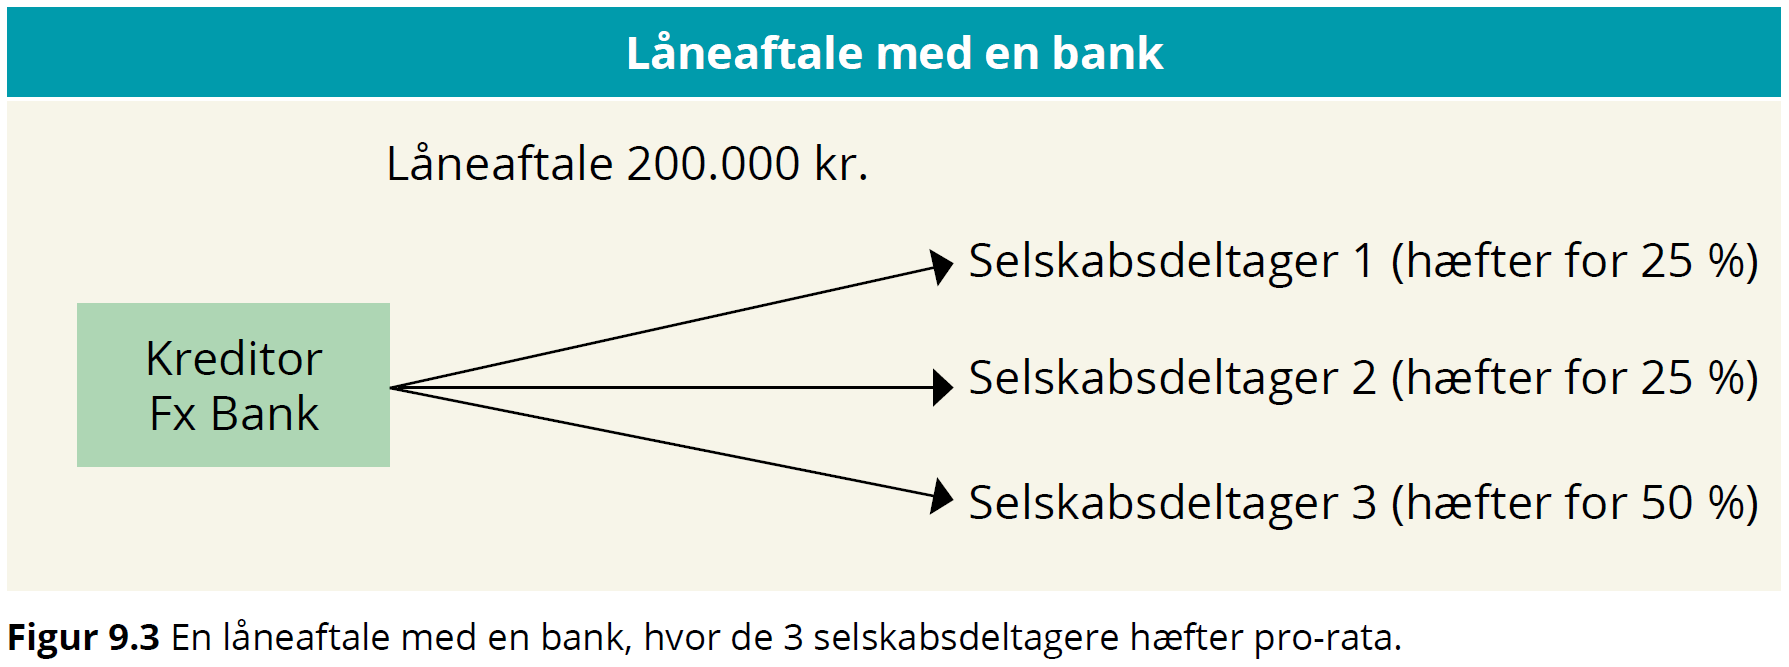 Låneaftale med en bank
Låneaftale 200.000 kr.
Selskabsdeltager 1 (hæfter for 25 %)
Kreditor
Fx Bank
Selskabsdeltager 2 (hæfter for 25 %)
Selskabsdeltager 3 (hæfter for 50 %)
Figur 9.3 En låneaftale med en bank, hvor de 3 selskabsdeltagere hæfter pro-rata.